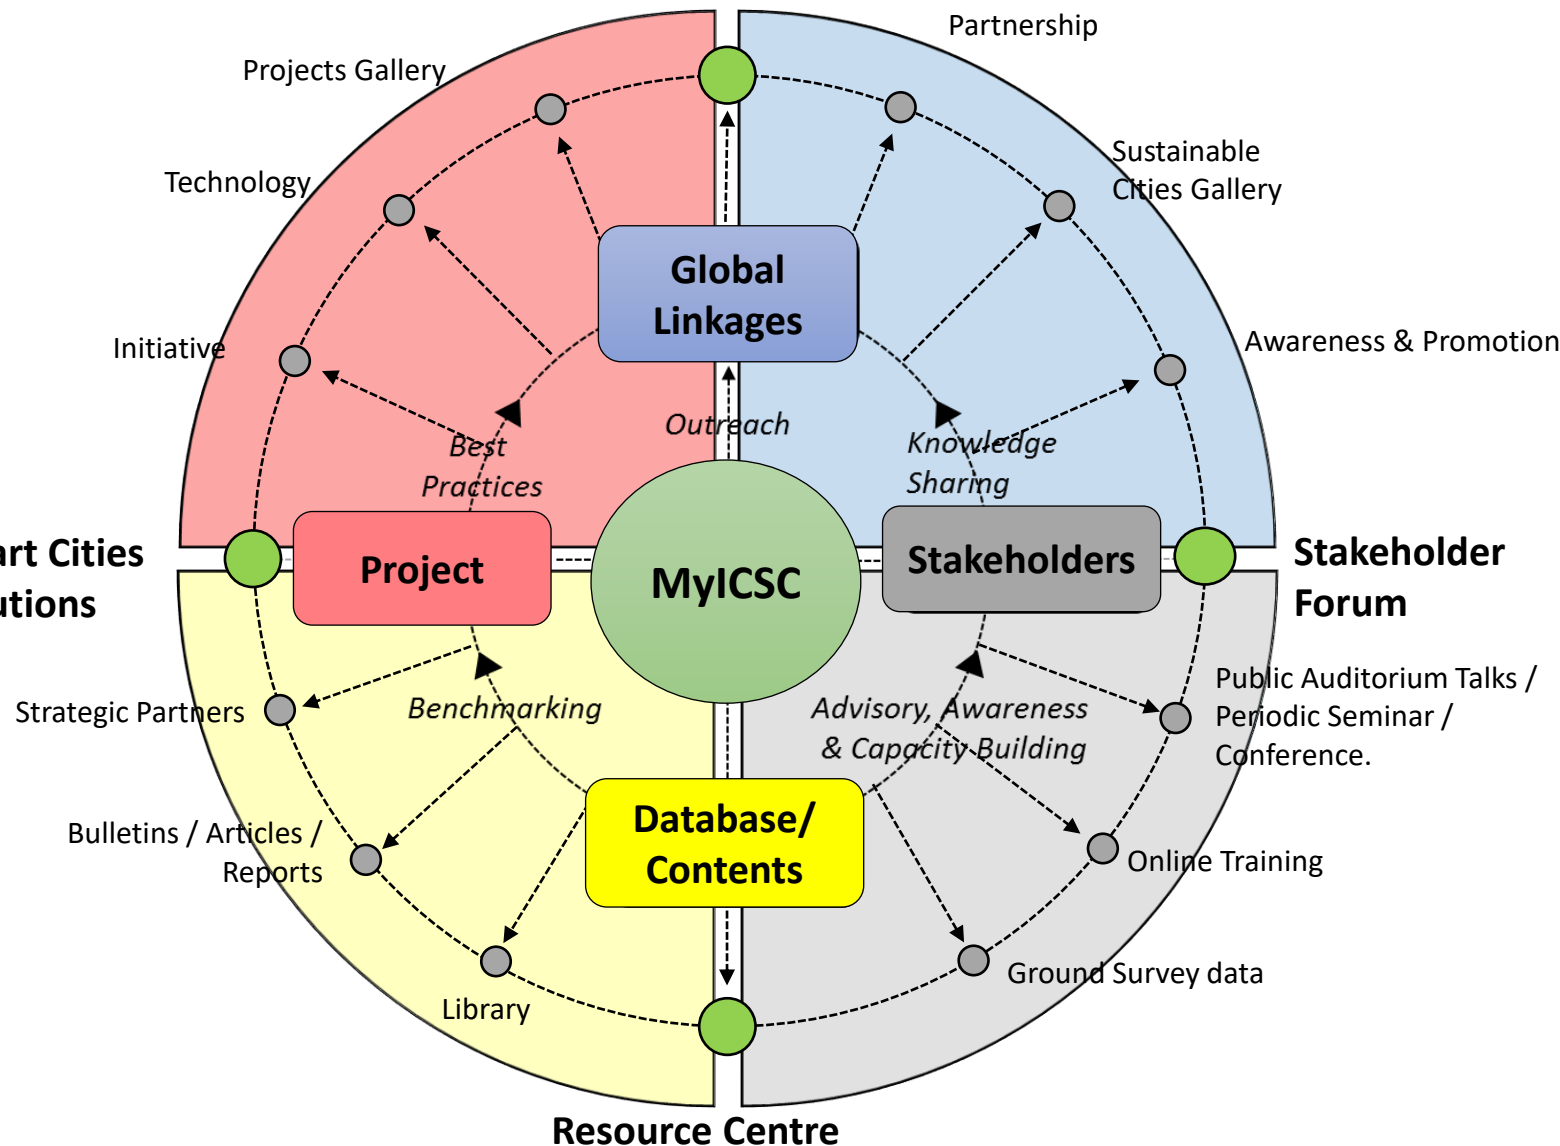 Partnership
Projects Gallery
Sustainable
Cities Gallery
Technology
Global
Linkages
Initiative
Awareness & Promotion
Outreach
Best
Practices
Knowledge
Sharing
art Cities
utions
Project
MyICSC
Stakeholders
Stakeholder
Forum
Strategic Partners
Benchmarking
Advisory, Awareness
& Capacity Building
Public Auditorium Talks /
Periodic Seminar /
Conference.
Database/
Contents
Bulletins / Articles /
Reports
Online Training
Library
Ground Survey data
Resource Centre